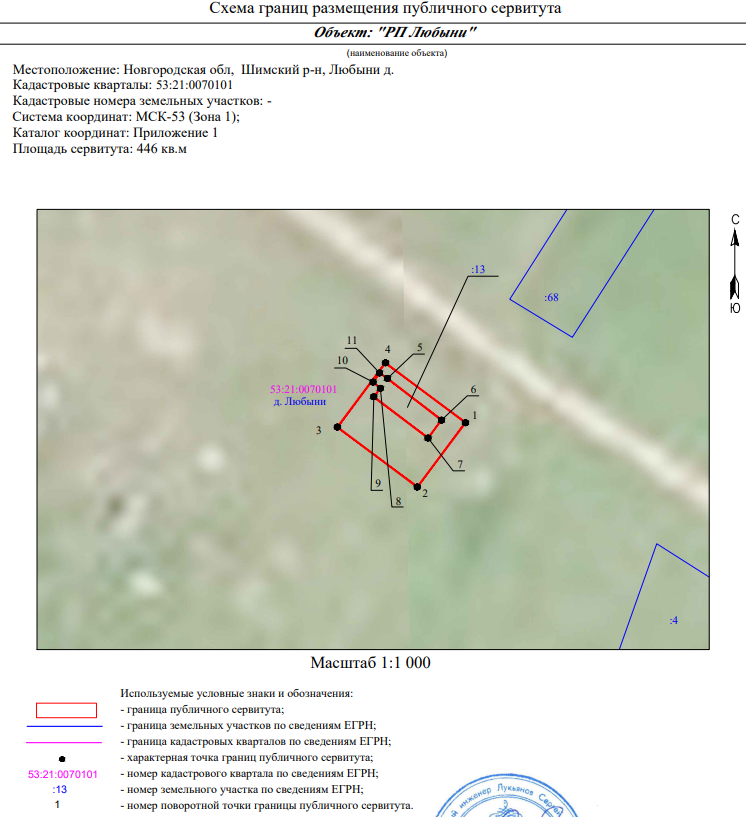 Схема границ размещения публичного сервитута
Объект: "РП Любыни"
(наименование объекта)
Местоположение: Новгородская обл,  Шимский р-н, Любыни д.
Кадастровые кварталы: 53:21:0070101
Кадастровые номера земельных участков: -
Система координат: МСК-53 (Зона 1);
Каталог координат: Приложение 1
Площадь сервитута: 446 кв.м
С
Ю
:13
:68
11
4
5
10
53:21:0070101
д. Любыни
6
1
3
7
9
2
8
:4
Масштаб 1:1 000
Используемые условные знаки и обозначения:
- граница публичного сервитута;
- граница земельных участков по сведениям ЕГРН;
- граница кадастровых кварталов по сведениям ЕГРН;
- характерная точка границ публичного сервитута;
53:21:0070101 - номер кадастрового квартала по сведениям ЕГРН;
:13 - номер земельного участка по сведениям ЕГРН;
1 - номер поворотной точки границы публичного сервитута.
инженер Лукьянов